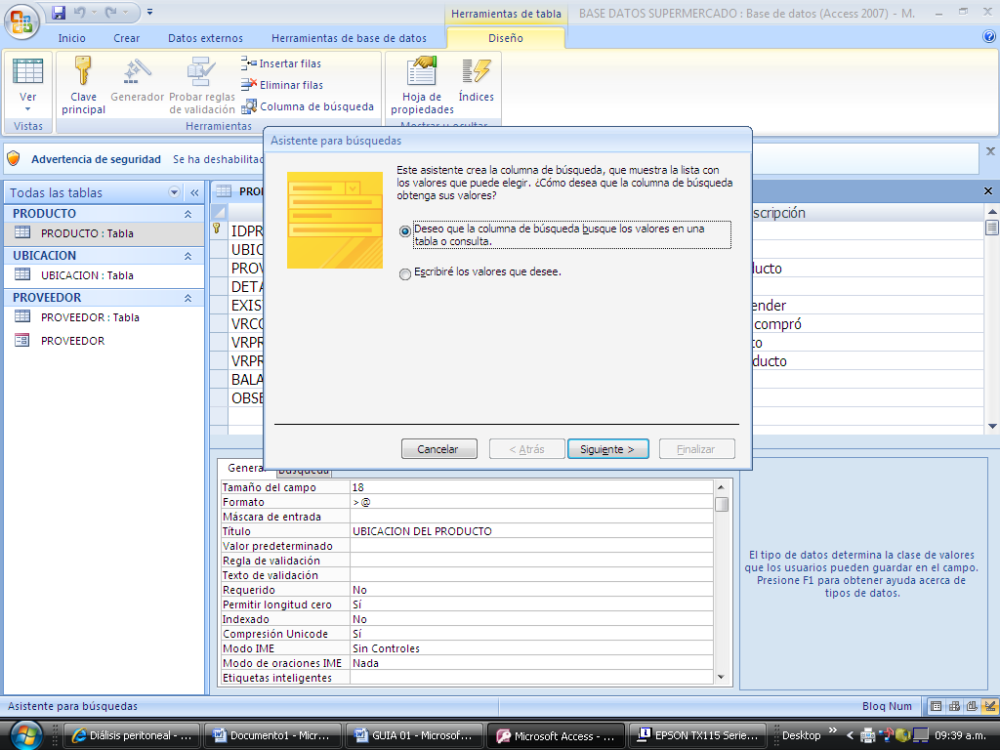 Herramientas de tabla
BASE DATOS SUPERMERCADO : Base de datos (Access 2007) - M.
Inicio
Crear
Datos externos
Herramientas de base de datos
Diseño
Ver
Clave principal
Generador
Probar reglas de validación
Insertar filas
Eliminar filas
Columna de búsqueda
Hoja de propiedades
Índices
Vistas
Herramientas
Mostrar u ocultar
Advertencia de seguridad
Se ha deshabilitad
Todas las tablas
PRODUCTO
PRODUCTO : Tabla
UBICACION
UBICACION : Tabla
PROVEEDOR
PROVEEDOR : Tabla
PROVEEDOR
PRO
scripción
IDPR
UBIC
PROV
ducto
DETA
EXIS
ender
VRCO
compró
VRPR
to
VRPR
ducto
BALA
OBSE
Asistente para búsquedas
Este asistente crea la columna de búsqueda, que muestra la lista con
los valores que puede elegir. ¿Cómo desea que la columna de búsqueda
obtenga sus valores?
Deseo que la columna de búsqueda busque los valores en una
tabla o consulta.
Escribiré los valores que desee.
Cancelar
< Atrás
Siguiente >
Finalizar
General
Búsqueda
Tamaño del campo 18
Formato >@
Máscara de entrada
Título UBICACION DEL PRODUCTO
Valor predeterminado
Regla de validación
Texto de validación
Requerido No
Permitir longitud cero Sí
Indexado No
Compresión Unicode Sí
Modo IME Sin Controles
Modo de oraciones IME Nada
Etiquetas inteligentes
El tipo de datos determina la clase de valores
que los usuarios pueden guardar en el campo.
Presione F1 para obtener ayuda acerca de
tipos de datos.
Asistente para búsquedas
Bloq Num
Diálisis peritoneal - ...
Documento1 - Micr...
GUIA 01 - Microsof...
Microsoft Access - ...
EPSON TX115 Serie...
Desktop
09:39 a.m.